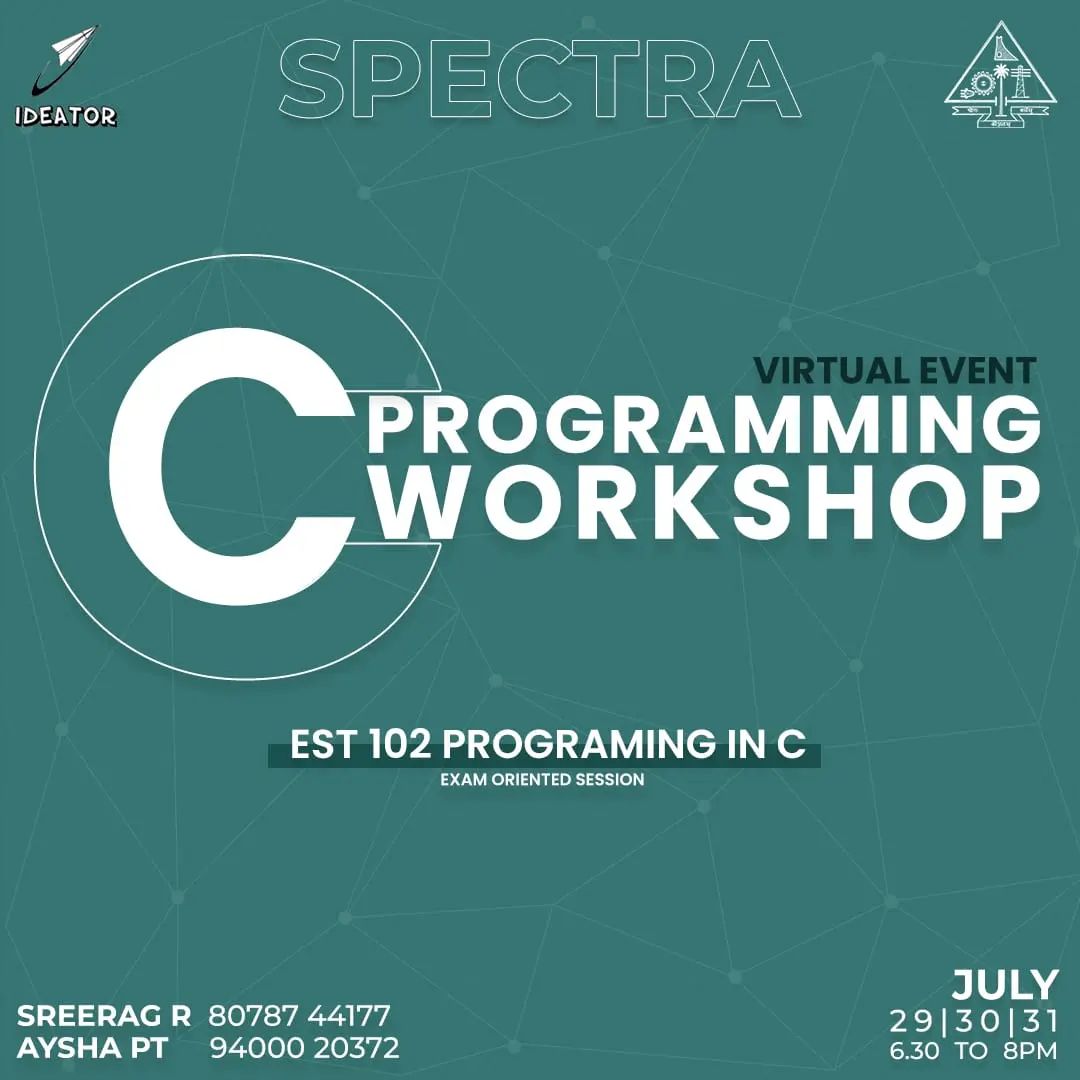 IDEATOR
SPECTRA
VIRTUAL EVENT
C PROGRAMMING
WORKSHOP
EST 102 PROGRAMING IN C
EXAM ORIENTED SESSION
SREERAG R 80787 44177
AYSHA PT 94000 20372
JULY
29|30|31
6.30 TO 8PM